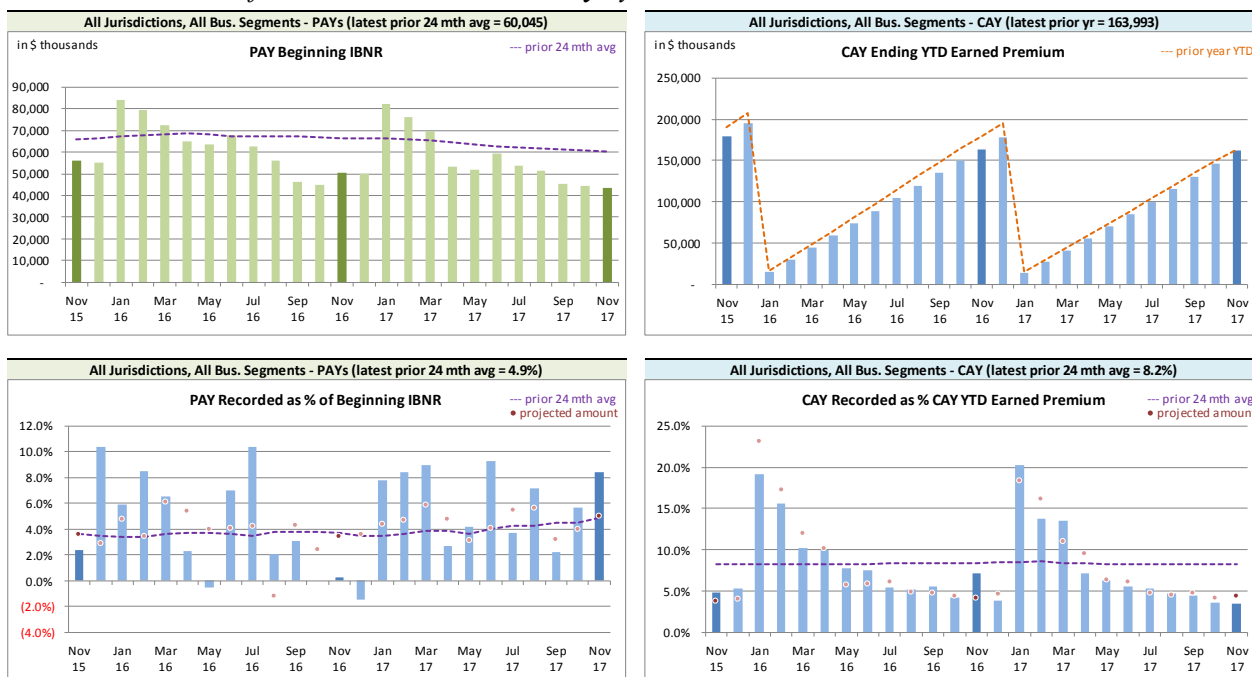 All Jurisdictions, All Bus. Segments - PAYs (latest prior 24 mth avg = 60,045)
in $ thousands
PAY Beginning IBNR
--- prior 24 mth avg
90,000
80,000
70,000
60,000
50,000
40,000
30,000
20,000
10,000
-
Nov Jan Mar May Jul Sep Nov Jan Mar May Jul Sep Nov
15 16 16 16 16 16 16 17 17 17 17 17 17
All Jurisdictions, All Bus. Segments - CAY (latest prior yr = 163,993)
in $ thousands
CAY Ending YTD Earned Premium
--- prior year YTD
250,000
200,000
150,000
100,000
50,000
-
Nov Jan Mar May Jul Sep Nov Jan Mar May Jul Sep Nov
15 16 16 16 16 16 16 17 17 17 17 17 17
All Jurisdictions, All Bus. Segments - PAYs (latest prior 24 mth avg = 4.9%)
PAY Recorded as % of Beginning IBNR
--- prior 24 mth avg
projected amount
12.0%
10.0%
8.0%
6.0%
4.0%
2.0%
0.0%
(2.0%)
(4.0%)
Nov Jan Mar May Jul Sep Nov Jan Mar May Jul Sep Nov
15 16 16 16 16 16 16 17 17 17 17 17 17
All Jurisdictions, All Bus. Segments - CAY (latest prior 24 mth avg = 8.2%)
CAY Recorded as % CAY YTD Earned Premium
--- prior 24 mth avg
projected amount
25.0%
20.0%
15.0%
10.0%
5.0%
0.0%
Nov Jan Mar May Jul Sep Nov Jan Mar May Jul Sep Nov
15 16 16 16 16 16 16 17 17 17 17 17 17